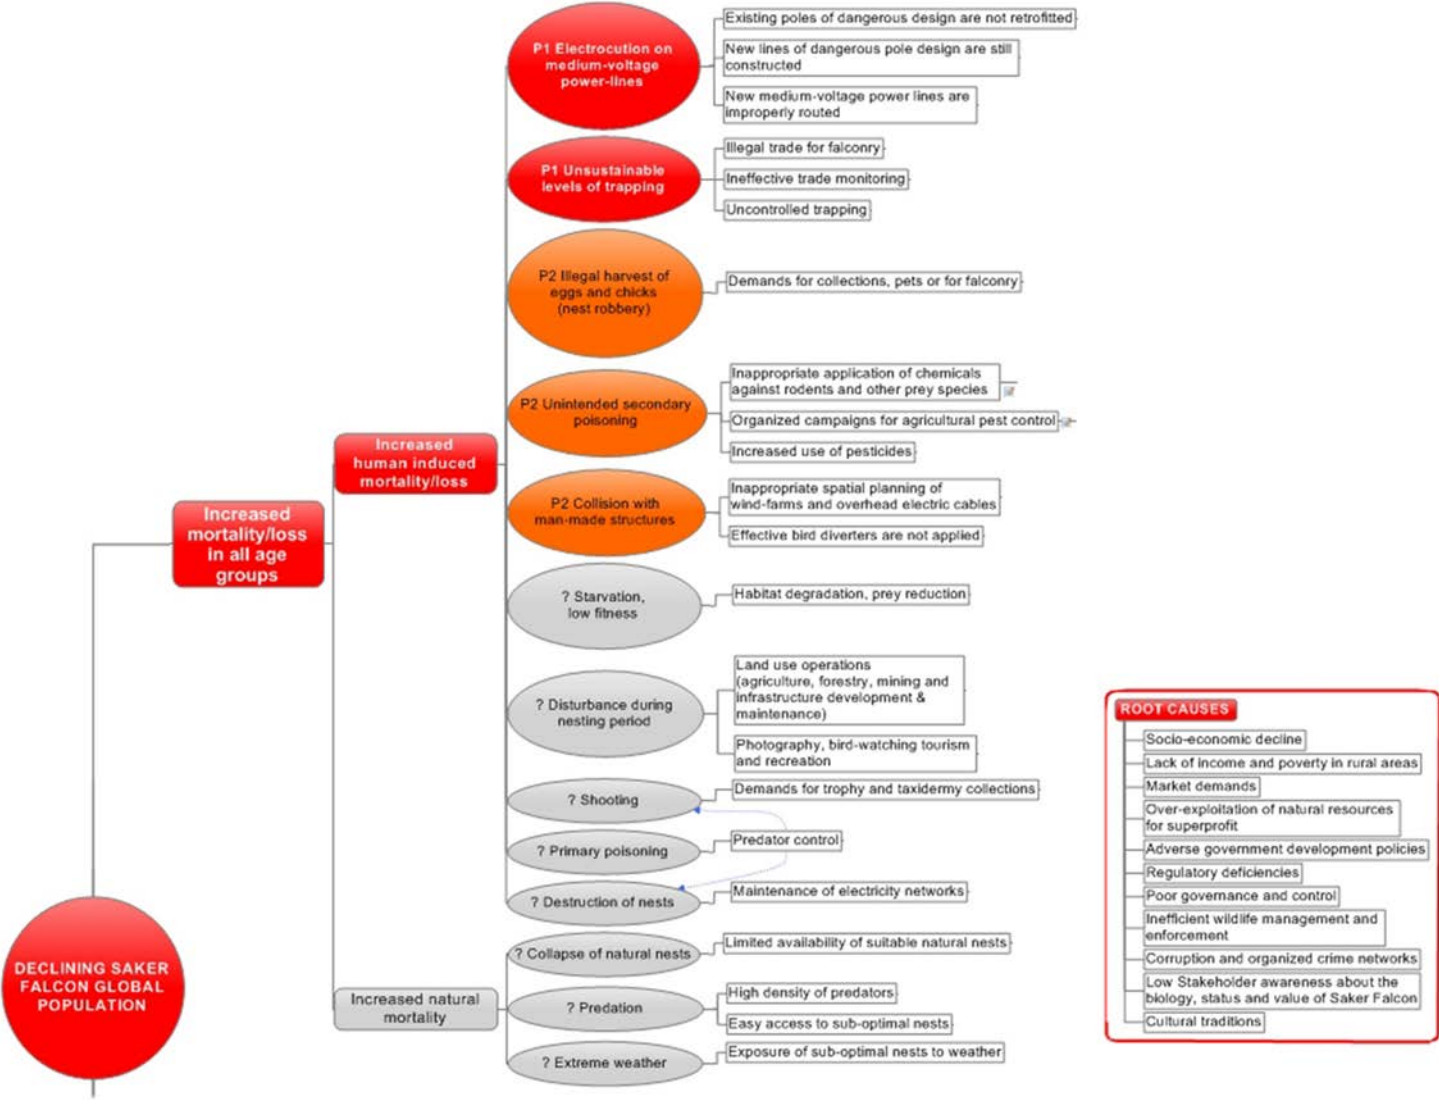 P1 Electrocution on
medium-voltage
power-lines
Existing poles of dangerous design are not retrofitted
New lines of dangerous pole design are still
constructed
New medium-voltage power lines are
improperly routed
P1 Unsustainable
levels of trapping
Illegal trade for falconry
Ineffective trade monitoring
Uncontrolled trapping
P2 Illegal harvest of
eggs and chicks
(nest robbery)
Demands for collections, pets or for falconry
P2 Unintended secondary
poisoning
Inappropriate application of chemicals
against rodents and other prey species
Organized campaigns for agricultural pest control
Increased use of pesticides
Increased
human induced
mortality/loss
P2 Collision with
man-made structures
Inappropriate spatial planning of
wind-farms and overhead electric cables
Effective bird diverters are not applied
Increased
mortality/loss
in all age
groups
? Starvation,
low fitness
Habitat degradation, prey reduction
? Disturbance during
nesting period
Land use operations
(agriculture, forestry, mining and
infrastructure development &
maintenance)
Photography, bird-watching tourism
and recreation
? Shooting
Demands for trophy and taxidermy collections
? Primary poisoning
Predator control
? Destruction of nests
Maintenance of electricity networks
? Collapse of natural nests
Limited availability of suitable natural nests
DECLINING SAKER
FALCON GLOBAL
POPULATION
Increased natural
mortality
? Predation
High density of predators
Easy access to sub-optimal nests
? Extreme weather
Exposure of sub-optimal nests to weather
ROOT CAUSES
Socio-economic decline
Lack of income and poverty in rural areas
Market demands
Over-exploitation of natural resources
for superprofit
Adverse government development policies
Regulatory deficiencies
Poor governance and control
Inefficient wildlife management and
enforcement
Corruption and organized crime networks
Low Stakeholder awareness about the
biology, status and value of Saker Falcon
Cultural traditions